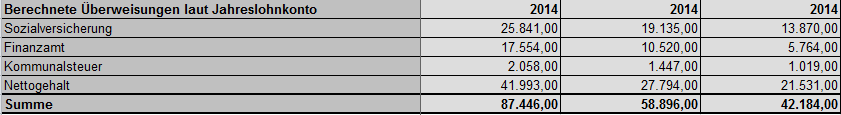 Berechnete Überweisungen laut Jahreslohnkonto 2014 2014 2014
Sozialversicherung 25.841,00 19.135,00 13.870,00
Finanzamt 17.554,00 10.520,00 5.764,00
Kommunalsteuer 2.058,00 1.447,00 1.019,00
Nettogehalt 41.993,00 27.794,00 21.531,00
Summe 87.446,00 58.896,00 42.184,00